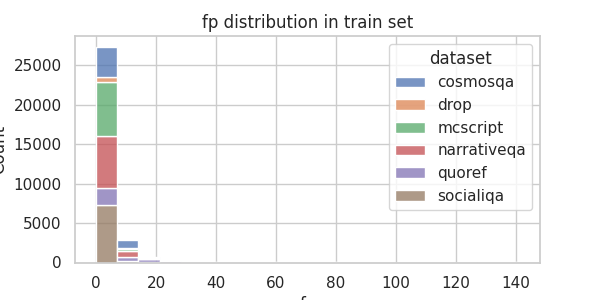 fp distribution in train set
25000
20000
15000
10000
5000
0
Count
dataset
cosmosqa
drop
mcscript
narrativeqa
quoref
socialiqa
0 20 40 60 80 100 120 140